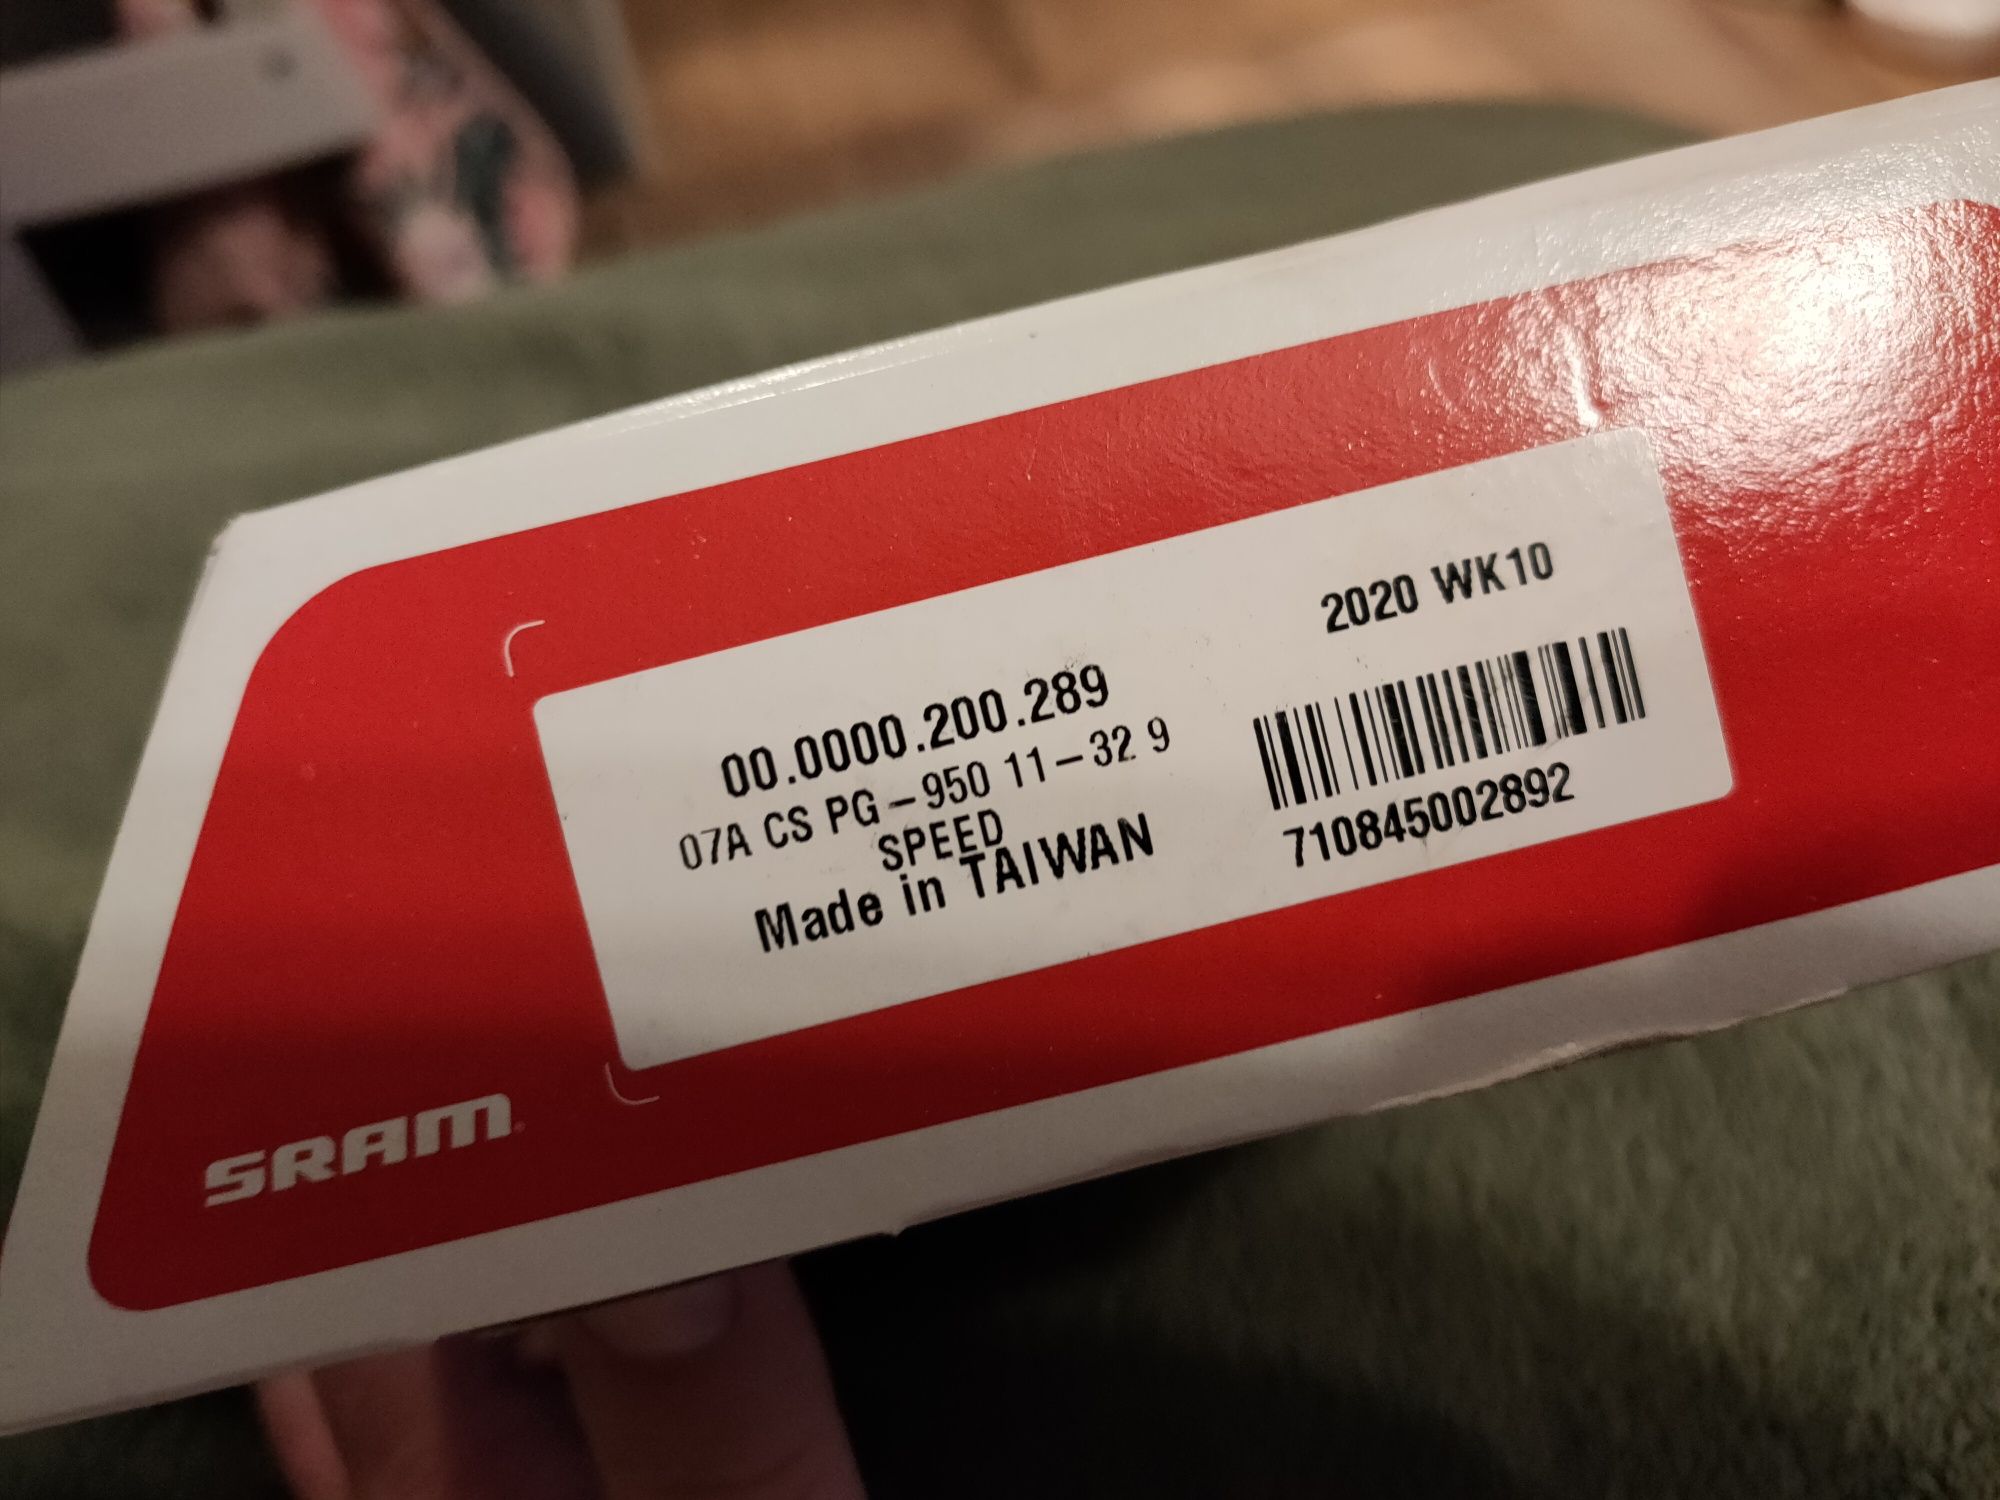 2020 WK10
00.0000.200.289
07A CS PG-950 11-32 9
SPEED
Made in TAIWAN
710845002892
SRAM